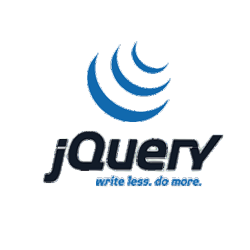 jQuery
write less. do more.